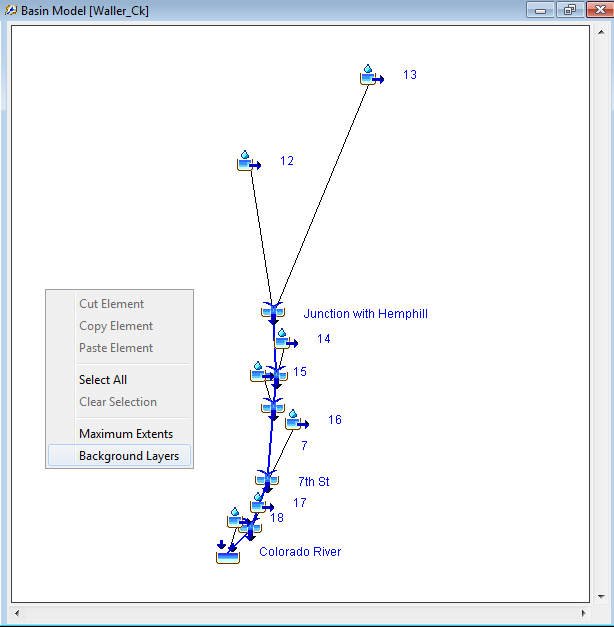 Basin Model [Waller_Ck]
13
12
Cut Element
Copy Element
Paste Element
Select All
Clear Selection
Maximum Extents
Background Layers
Junction with Hemphill
14
15
16
7
7th St
17
18
Colorado River